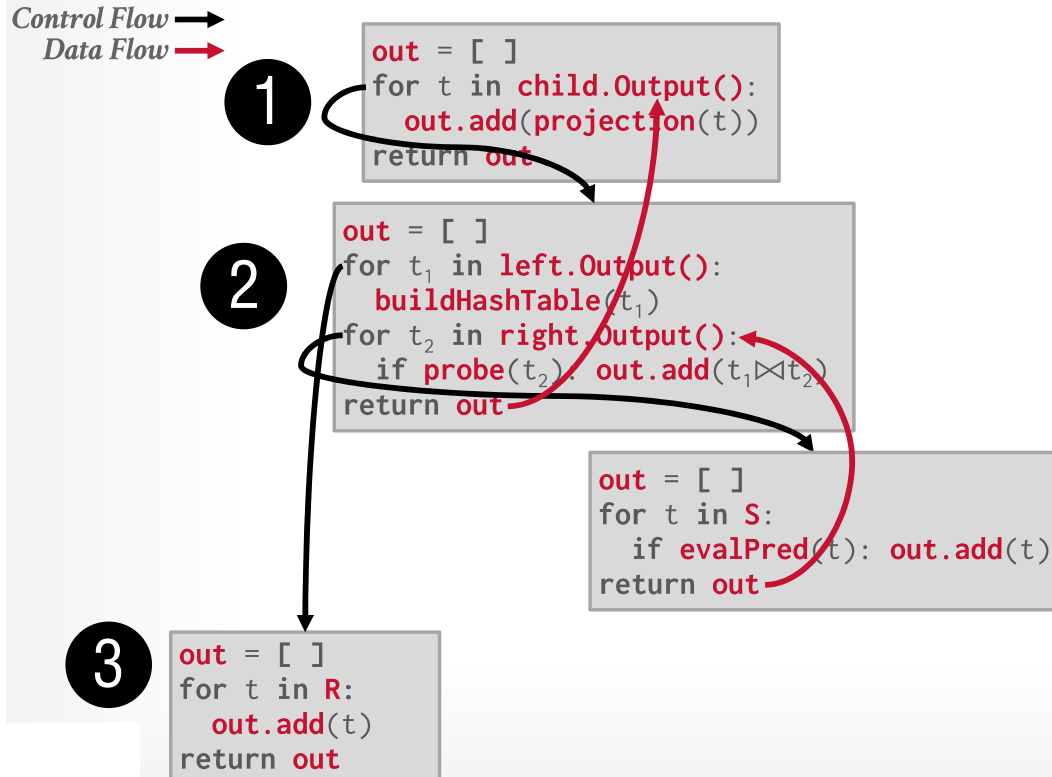 Control Flow
Data Flow
1
out = [ ]
for t in child.Output():
out.add(projection(t))
return out
2
out = [ ]
for t₁ in left.Output():
buildHashTable(t₁)
for t₂ in right.Output():
if probe(t₂): out.add(t₁⨝t₂)
return out
out = [ ]
for t in S:
if evalPred(t): out.add(t)
return out
3
out = [ ]
for t in R:
out.add(t)
return out